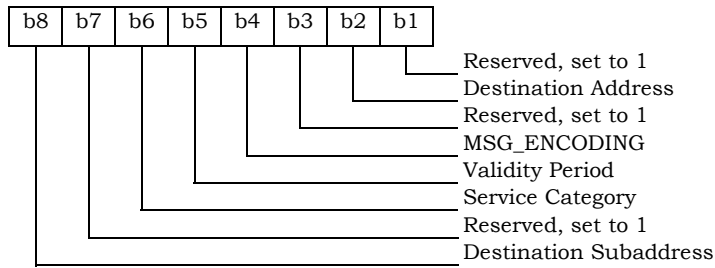 b8 b7 b6 b5 b4 b3 b2 b1
Reserved, set to 1
Destination Address
Reserved, set to 1
MSG_ENCODING
Validity Period
Service Category
Reserved, set to 1
Destination Subaddress